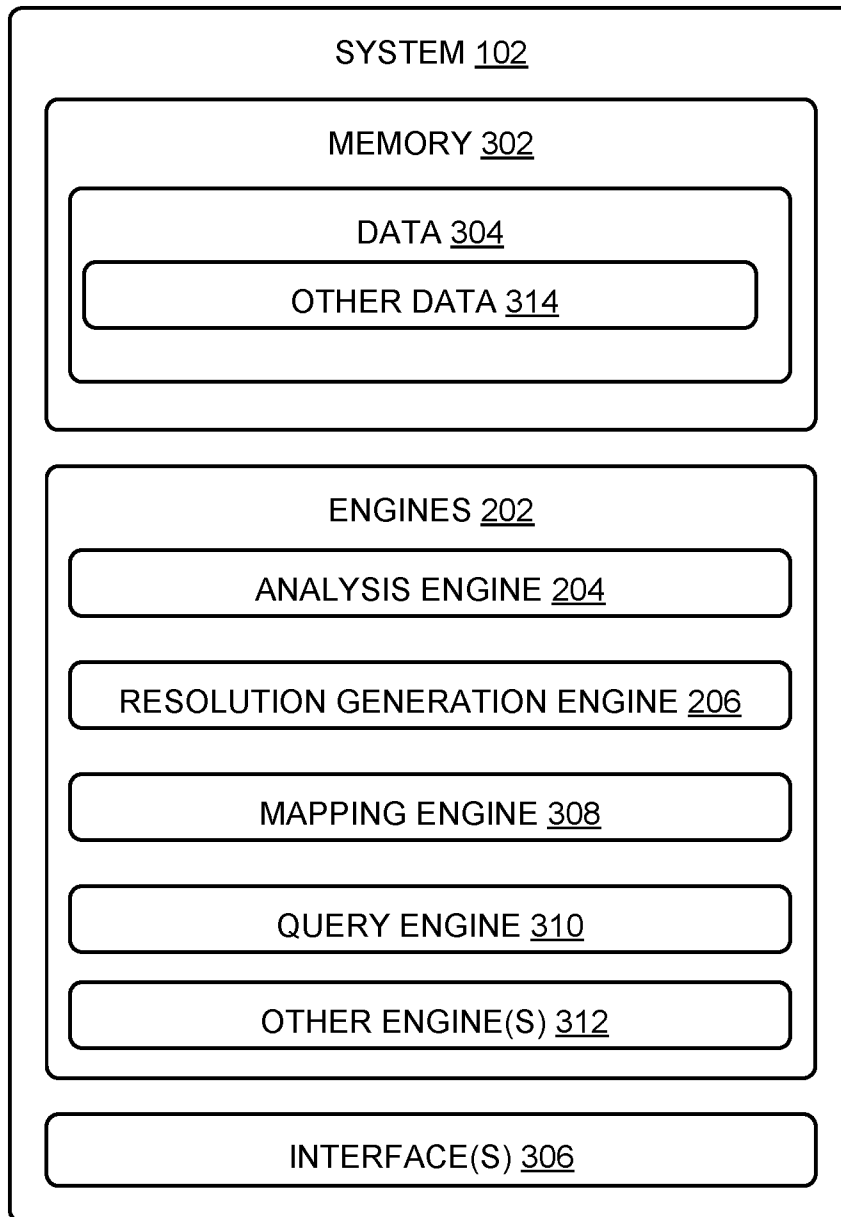 SYSTEM 102
MEMORY 302
DATA 304
OTHER DATA 314
ENGINES 202
ANALYSIS ENGINE 204
RESOLUTION GENERATION ENGINE 206
MAPPING ENGINE 308
QUERY ENGINE 310
OTHER ENGINE(S) 312
INTERFACE(S) 306